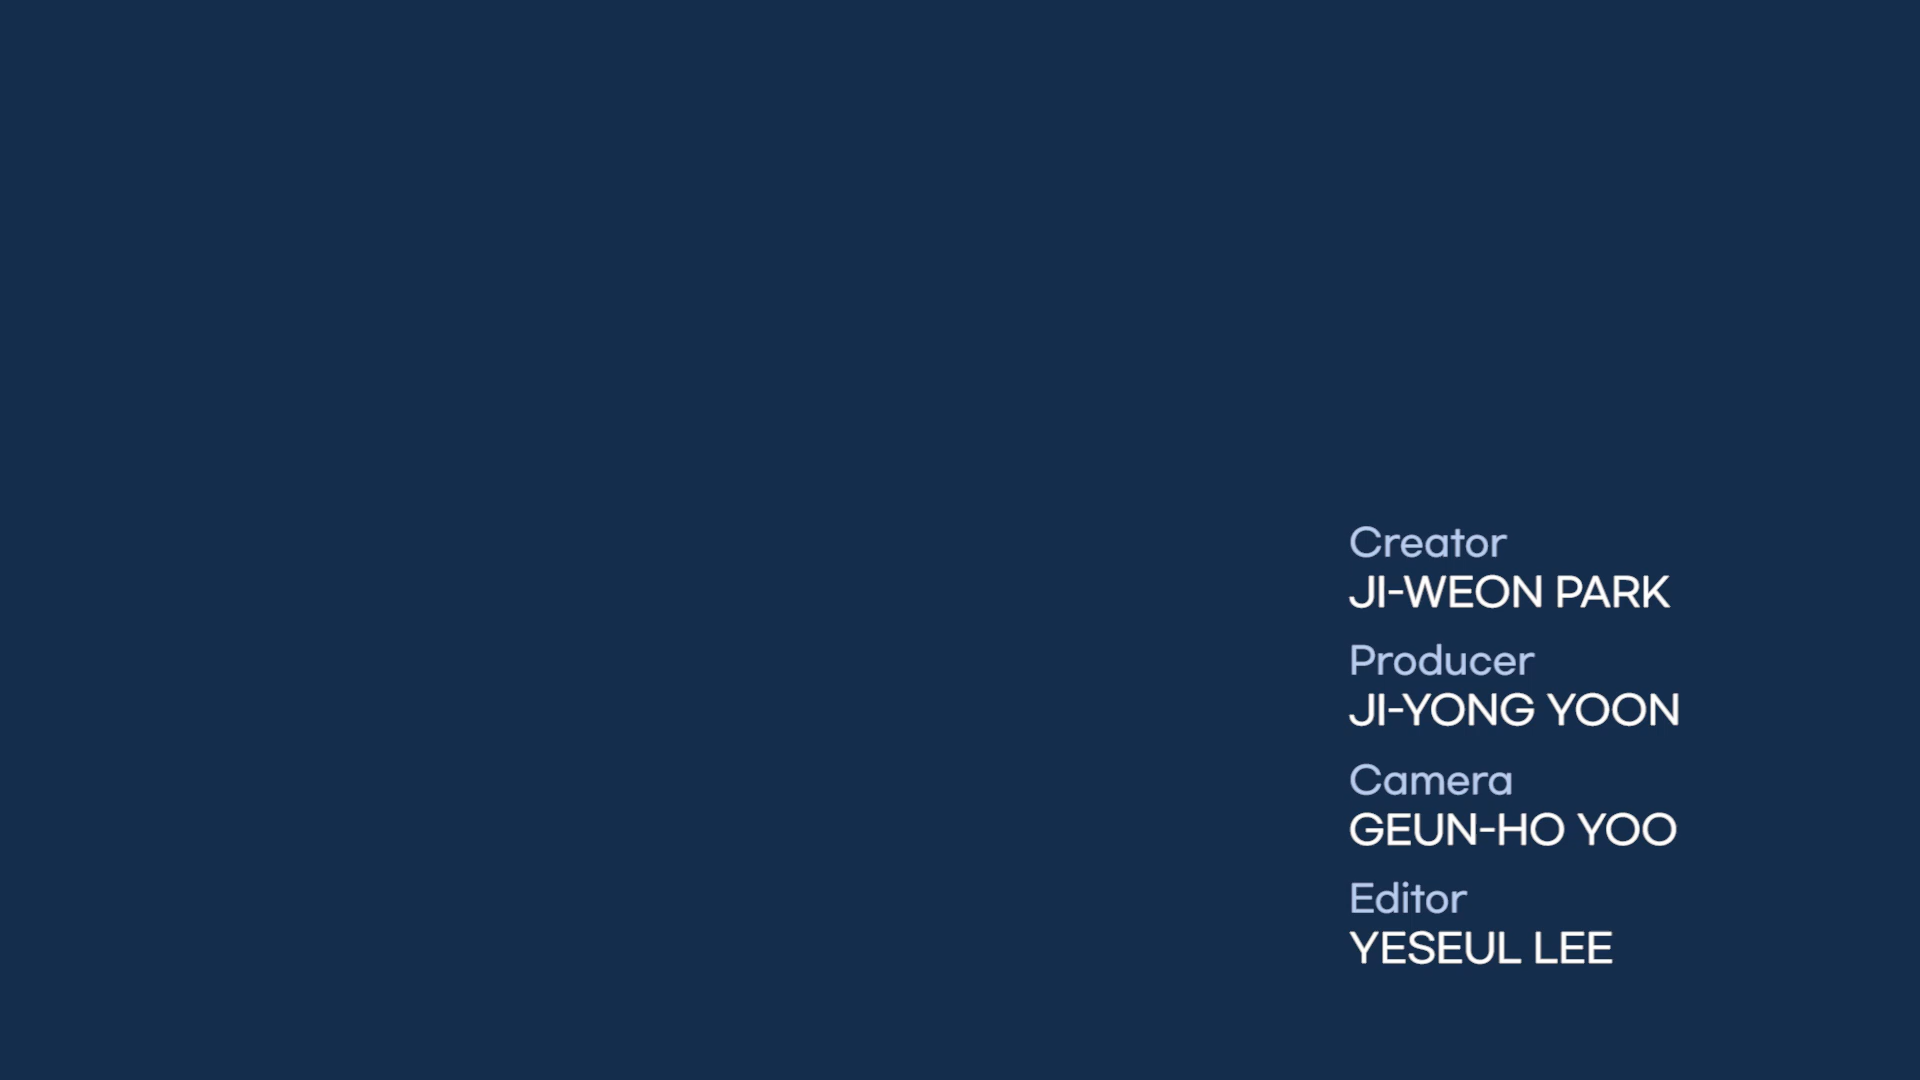 Creator
JI-WEON PARK
Producer
JI-YONG YOON
Camera
GEUN-HO YOO
Editor
YESEUL LEE